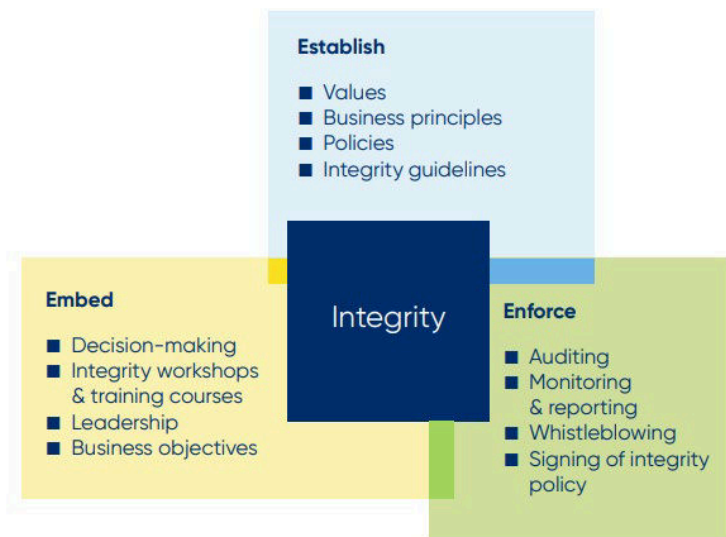 Establish
■ Values
■ Business principles
■ Policies
■ Integrity guidelines
Integrity
Embed
■ Decision-making
■ Integrity workshops
& training courses
■ Leadership
■ Business objectives
Enforce
■ Auditing
■ Monitoring
& reporting
■ Whistleblowing
■ Signing of integrity
policy